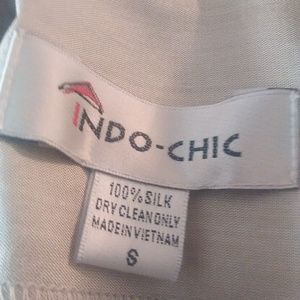 INDO-CHIC
100% SILK
DRY CLEAN ONLY
MADE IN VIETNAM
S